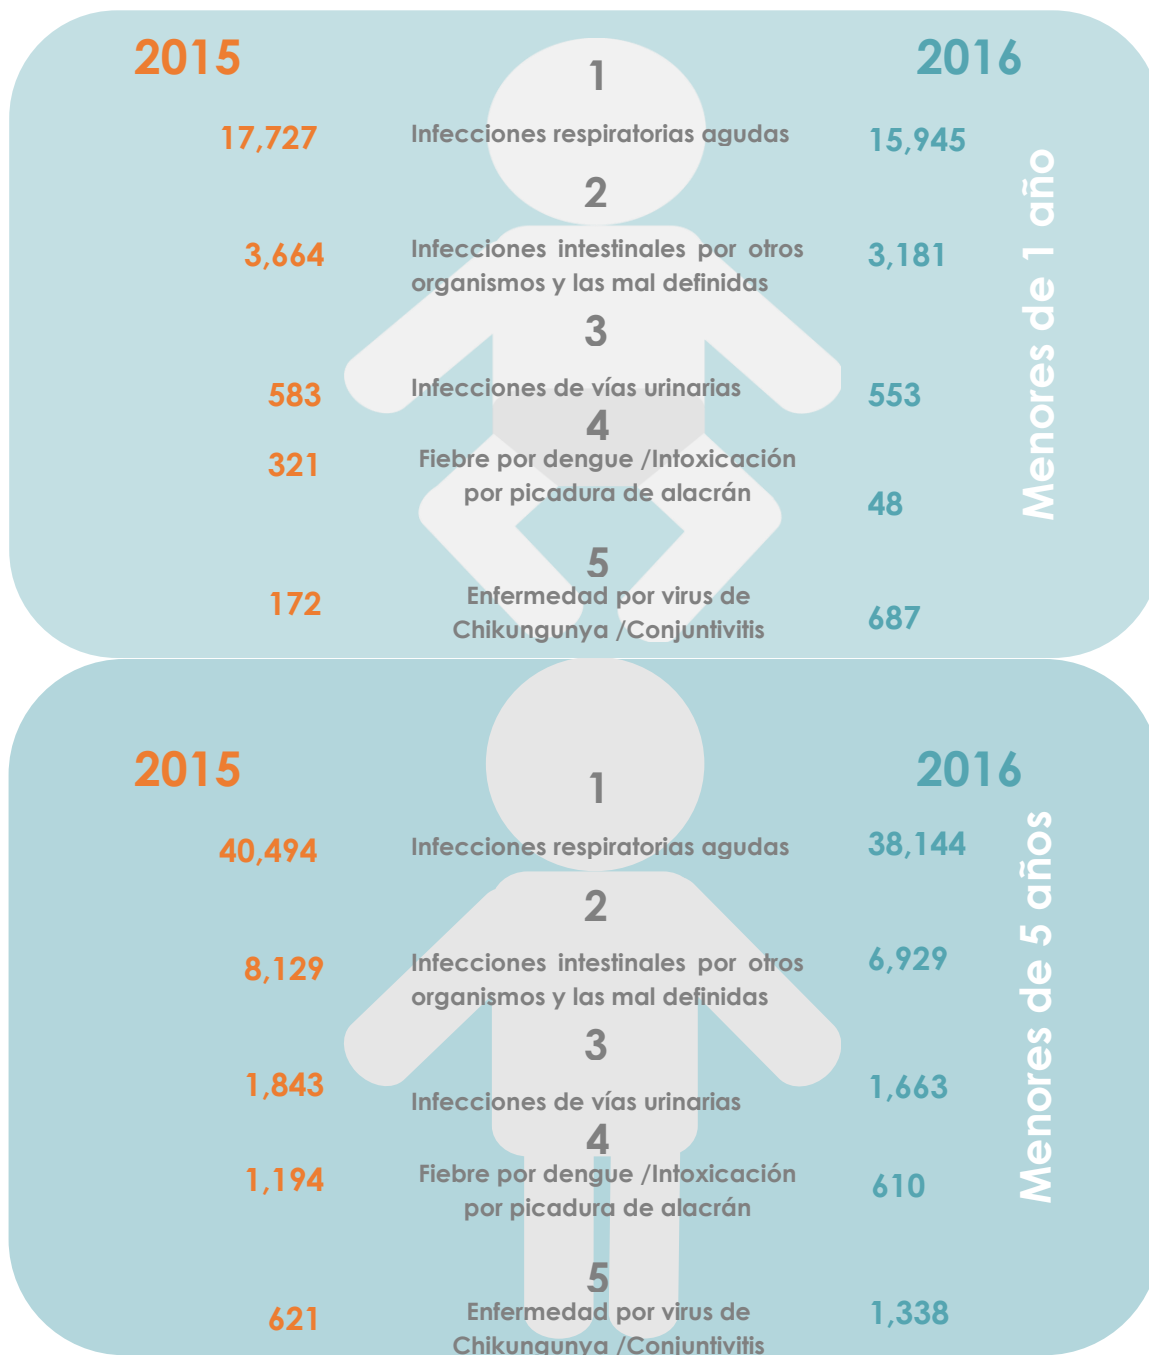 2015
2016
1
17,727
Infecciones respiratorias agudas
15,945
2
3,664
Infecciones intestinales por otros
organismos y las mal definidas
3,181
3
583
Infecciones de vías urinarias
553
4
321
Fiebre por dengue /Intoxicación
por picadura de alacrán
48
5
172
Enfermedad por virus de
Chikungunya /Conjuntivitis
687
Menores de 1 año
2015
2016
1
40,494
Infecciones respiratorias agudas
38,144
2
8,129
Infecciones intestinales por otros
organismos y las mal definidas
6,929
3
1,843
Infecciones de vías urinarias
1,663
4
1,194
Fiebre por dengue /Intoxicación
por picadura de alacrán
610
5
621
Enfermedad por virus de
Chikungunya /Conjuntivitis
1,338
Menores de 5 años